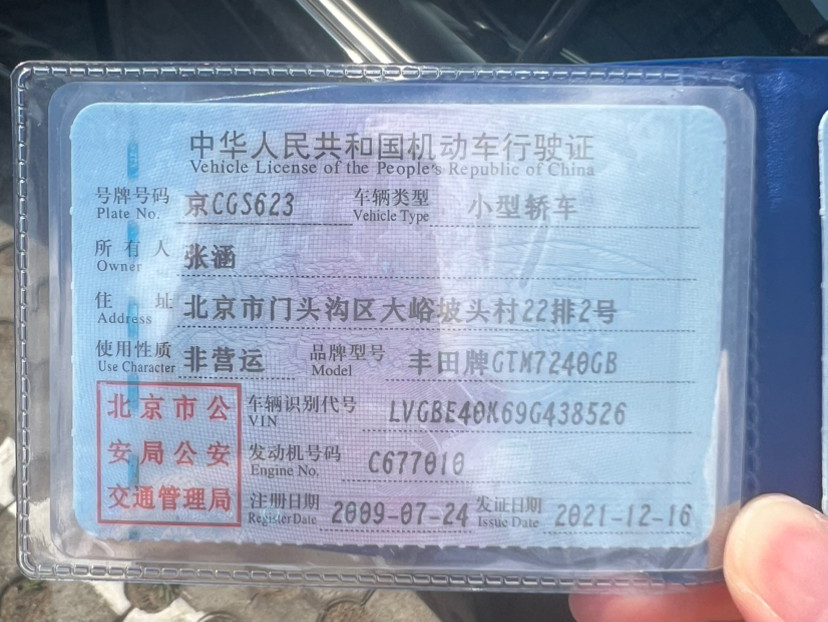 中华人民共和国机动车行驶证
Vehicle License of the People's Republic of China
号牌号码 京CGS623 车辆类型 小型轿车
Plate No. Vehicle Type
所有人 张涵
Owner
住址 北京市门头沟区大峪坡头村22排2号
Address
使用性质 非营运 品牌型号 丰田牌GTM7240GB
Use Character Model
北京市公 车辆识别代号 LVGBE40K69G438526
VIN
安局公安 发动机号码 C677010
Engine No.
交通管理局 注册日期 2009-07-24 发证日期 2021-12-16
Register Date Issue Date